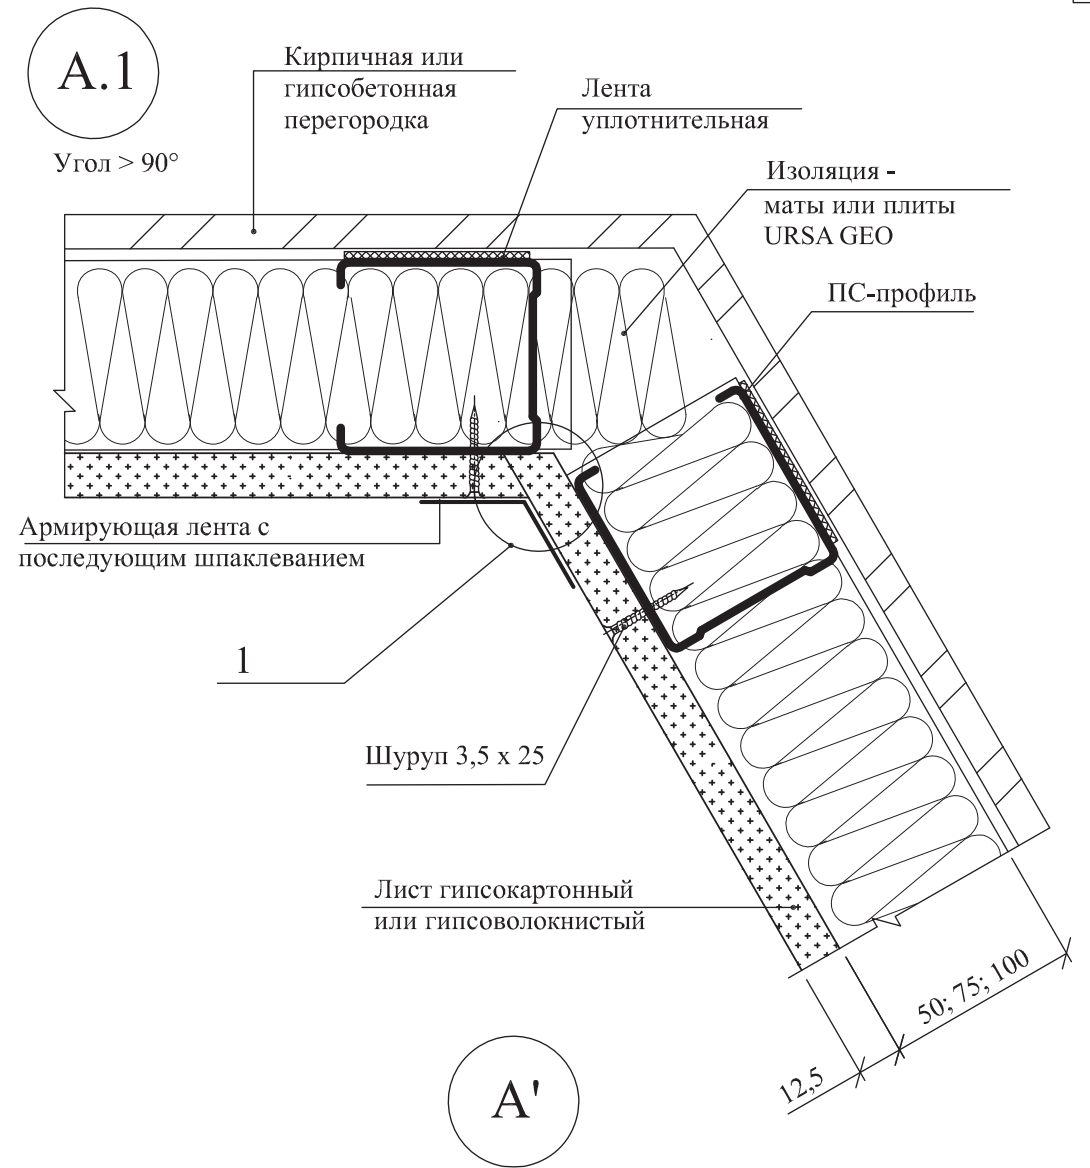 А.1
Угол > 90°
Кирпичная или
гипсобетонная
перегородка
Лента
уплотнительная
Изоляция -
маты или плиты
URSA GEO
ПС-профиль
Армирующая лента с
последующим шпаклеванием
1
Шуруп 3,5 х 25
Лист гипсокартонный
или гипсоволокнистый
50; 75; 100
12,5
А'